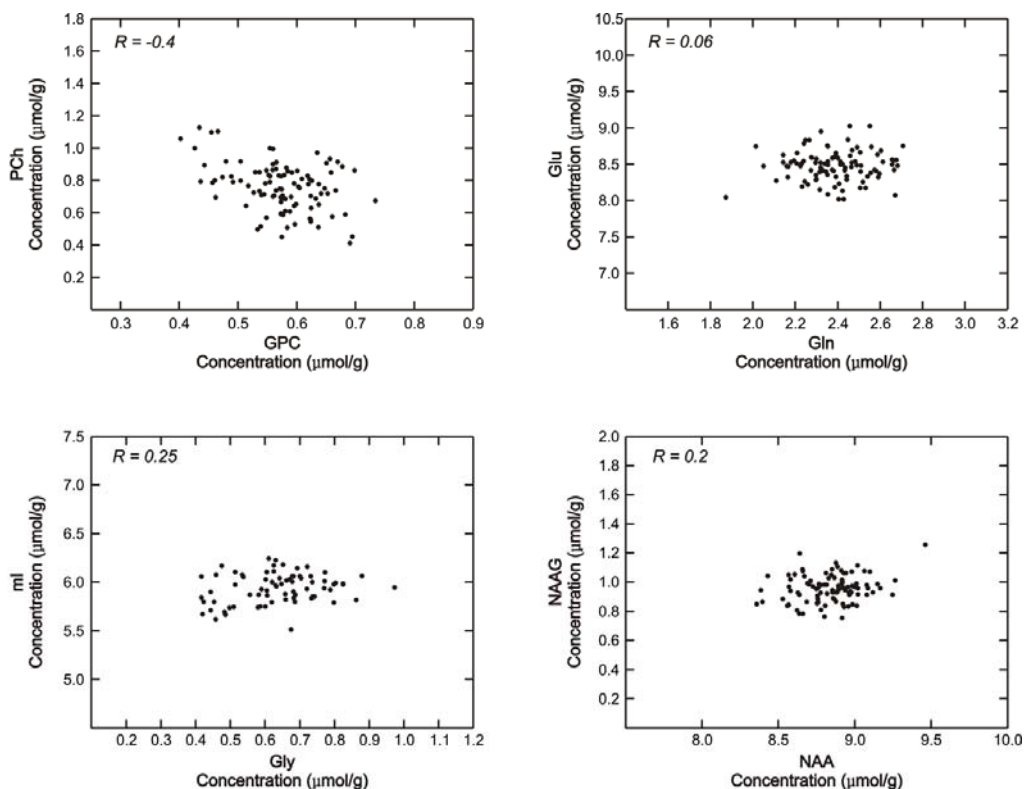 R = -0.4
1.8
1.6
1.4
1.2
1.0
0.8
0.6
0.4
0.2
PCh
Concentration (μmol/g)
0.3 0.4 0.5 0.6 0.7 0.8 0.9
GPC
Concentration (μmol/g)
R = 0.06
10.5
10.0
9.5
9.0
8.5
8.0
7.5
7.0
Glu
Concentration (μmol/g)
1.6 1.8 2.0 2.2 2.4 2.6 2.8 3.0 3.2
Gln
Concentration (μmol/g)
R = 0.25
7.5
7.0
6.5
6.0
5.5
5.0
mI
Concentration (μmol/g)
0.2 0.3 0.4 0.5 0.6 0.7 0.8 0.9 1.0 1.1 1.2
Gly
Concentration (μmol/g)
R = 0.2
2.0
1.8
1.6
1.4
1.2
1.0
0.8
0.6
0.4
0.2
NAAG
Concentration (μmol/g)
8.0 8.5 9.0 9.5 10.0
NAA
Concentration (μmol/g)